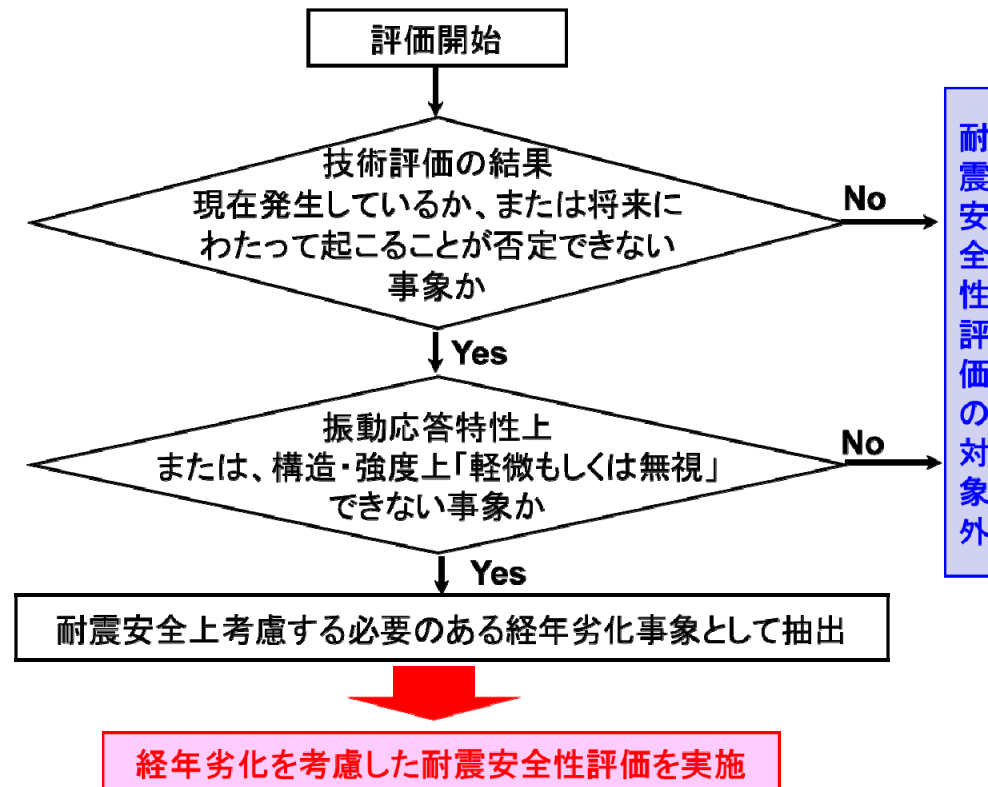 評価開始
技術評価の結果
現在発生しているか、または将来に
わたって起こることが否定できない
事象か
No
Yes
振動応答特性上
または、構造・強度上「軽微もしくは無視」
できない事象か
No
Yes
耐震安全性評価の対象外
耐震安全上考慮する必要のある経年劣化事象として抽出
経年劣化を考慮した耐震安全性評価を実施